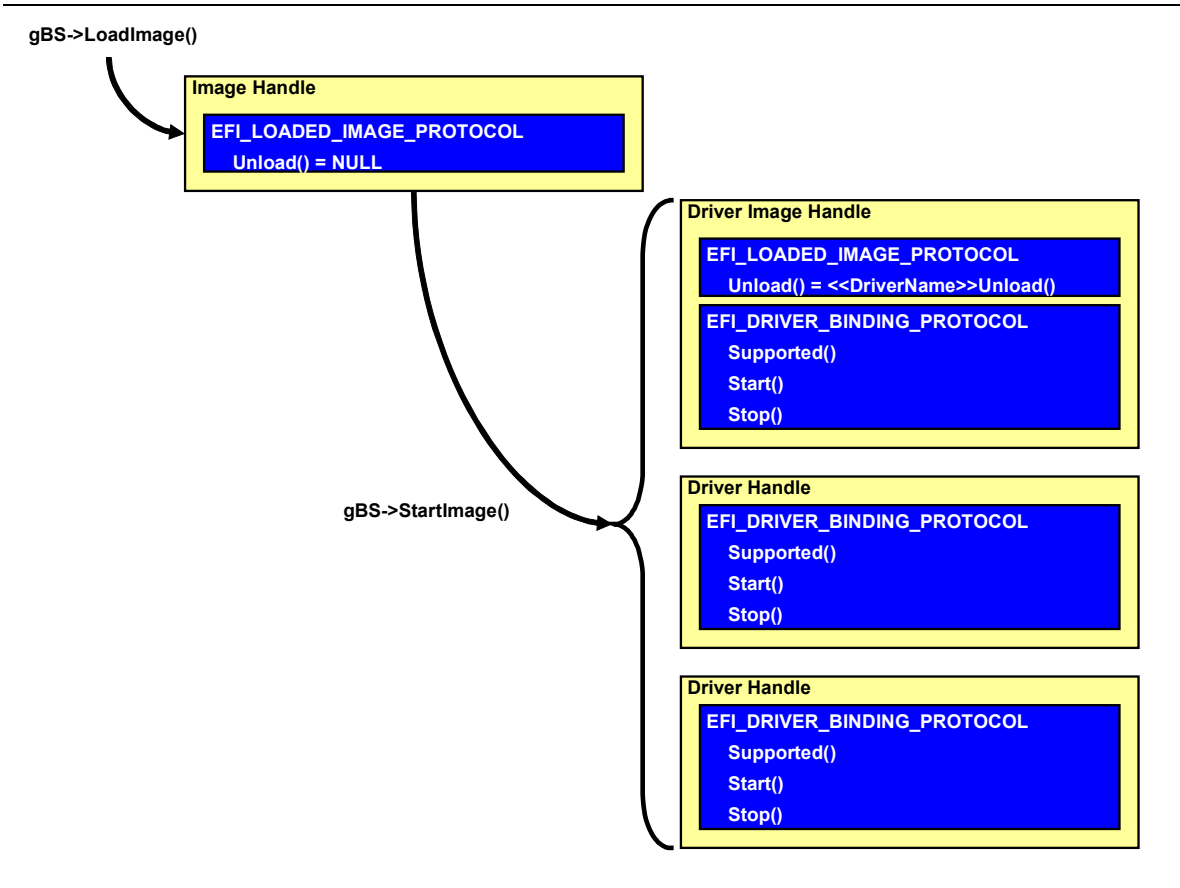 gBS->LoadImage()
Image Handle
EFI_LOADED_IMAGE_PROTOCOL
Unload() = NULL
Driver Image Handle
EFI_LOADED_IMAGE_PROTOCOL
Unload() = <<DriverName>>Unload()
EFI_DRIVER_BINDING_PROTOCOL
Supported()
Start()
Stop()
gBS->StartImage()
Driver Handle
EFI_DRIVER_BINDING_PROTOCOL
Supported()
Start()
Stop()
Driver Handle
EFI_DRIVER_BINDING_PROTOCOL
Supported()
Start()
Stop()